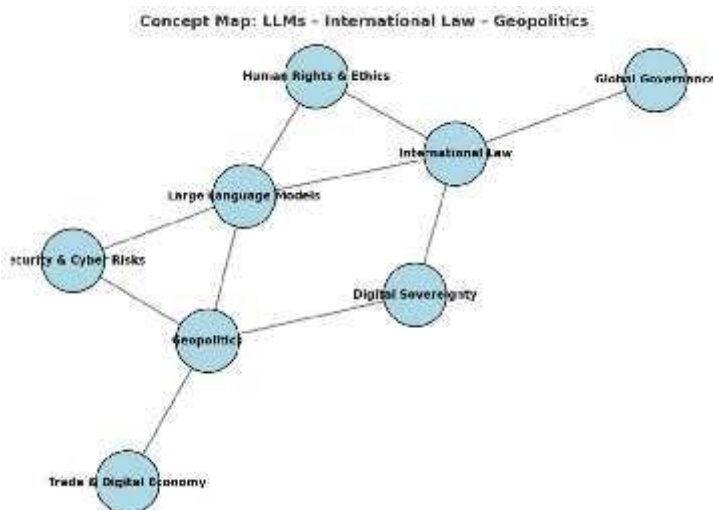 Concept Map: LLMs – International Law – Geopolitics
Human Rights & Ethics
Global Governance
International Law
Large Language Models
ecurity & Cyber Risks
Digital Sovereignty
Geopolitics
Trade & Digital Economy